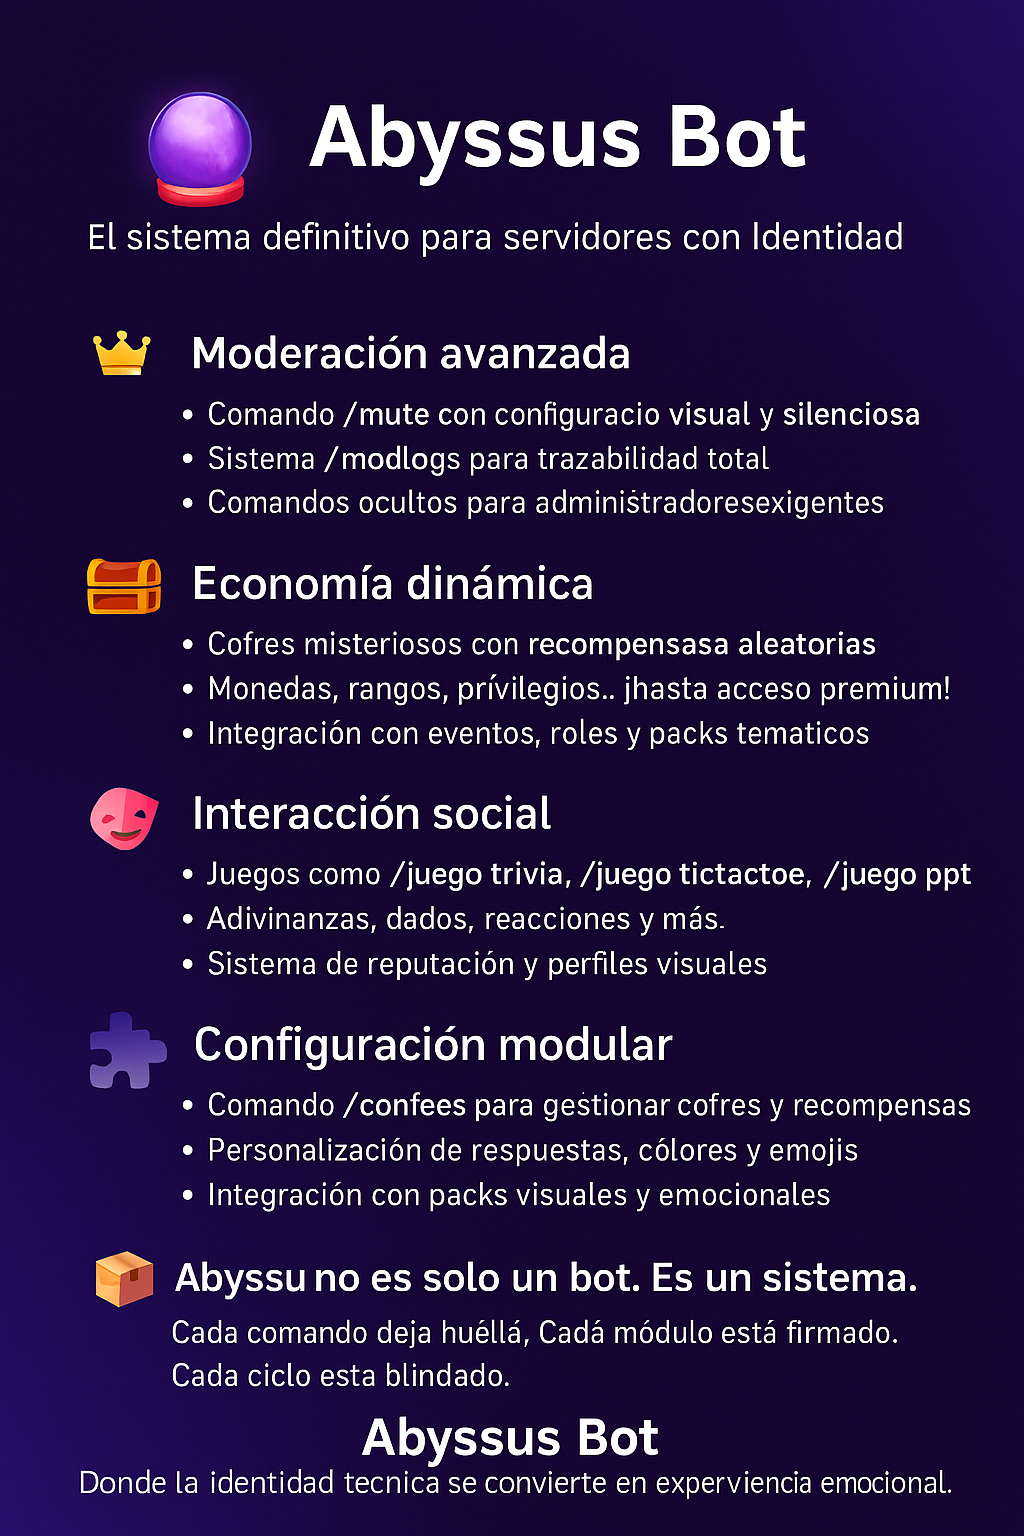 Abyssus Bot
El sistema definitivo para servidores con Identidad
Moderación avanzada
• Comando /mute con configuracio visual y silenciosa
• Sistema /modlogs para trazabilidad total
• Comandos ocultos para administradoresexigentes
Economía dinámica
• Cofres misteriosos con recompensasa aleatorias
• Monedas, rangos, prívilegios.. jhasta acceso premium!
• Integración con eventos, roles y packs tematicos
Interacción social
• Juegos como /juego trivia, /juego tictactoe, /juego ppt
• Adivinanzas, dados, reacciones y más.
• Sistema de reputación y perfiles visuales
Configuración modular
• Comando /confees para gestionar cofres y recompensas
• Personalización de respuestas, cólores y emojis
• Integración con packs visuales y emocionales
Abyssu no es solo un bot. Es un sistema.
Cada comando deja huéllá, Cadá módulo está firmado.
Cada ciclo esta blindado.
Abyssus Bot
Donde la identidad tecnica se convierte en experviencia emocional.